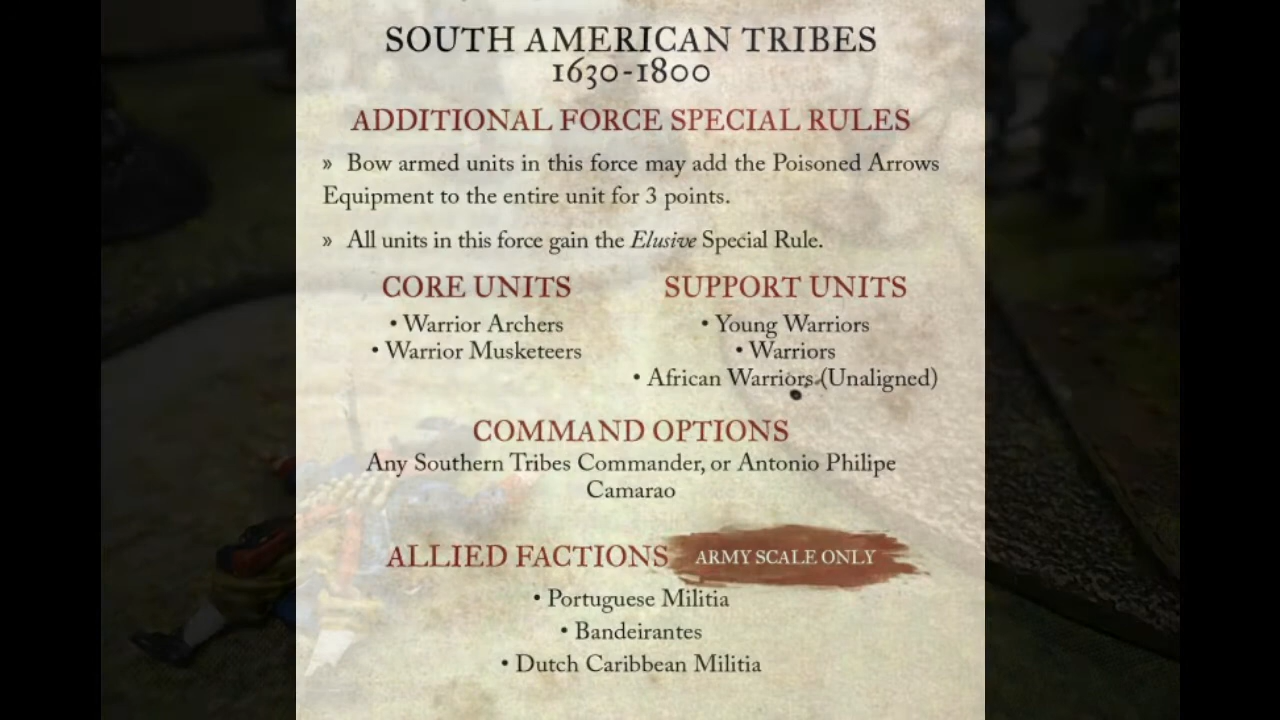 SOUTH AMERICAN TRIBES
1630-1800
ADDITIONAL FORCE SPECIAL RULES
» Bow armed units in this force may add the Poisoned Arrows
Equipment to the entire unit for 3 points.
» All units in this force gain the Elusive Special Rule.
CORE UNITS
• Warrior Archers
• Warrior Musketeers
SUPPORT UNITS
• Young Warriors
• Warriors
• African Warriors (Unaligned)
COMMAND OPTIONS
Any Southern Tribes Commander, or Antonio Philipe
Camarao
ALLIED FACTIONS ARMY SCALE ONLY
• Portuguese Militia
• Bandeirantes
• Dutch Caribbean Militia